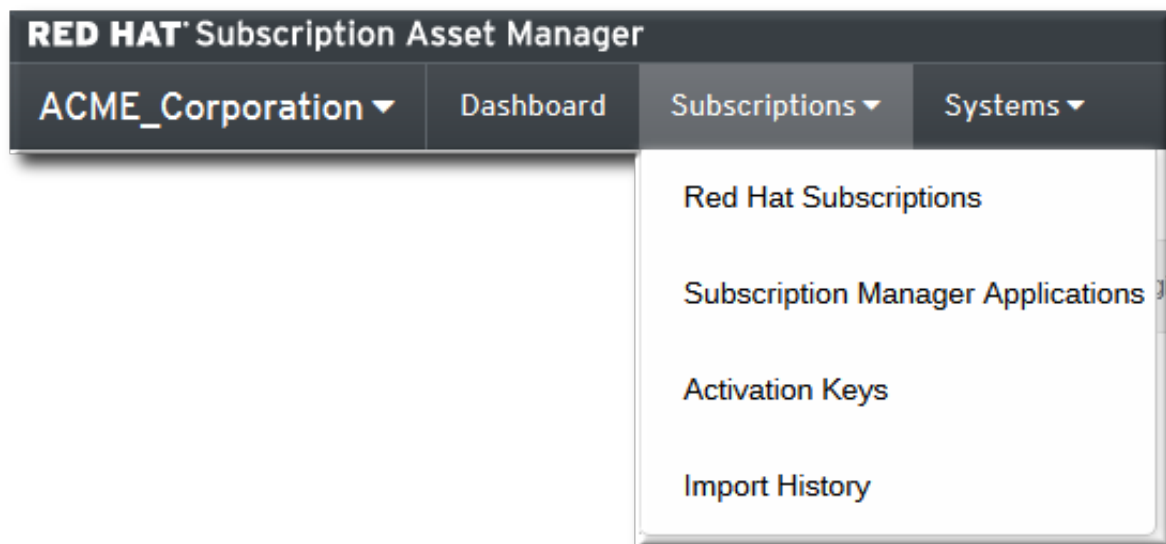 RED HAT Subscription Asset Manager
ACME_Corporation Dashboard Subscriptions Systems
Red Hat Subscriptions
Subscription Manager Applications
Activation Keys
Import History